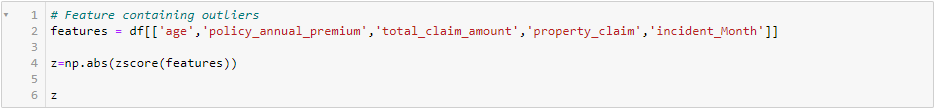 1 # Feature containing outliers
2 features = df[['age','policy_annual_premium','total_claim_amount','property_claim','incident_Month']]
3
4 z=np.abs(zscore(features))
5
6 z